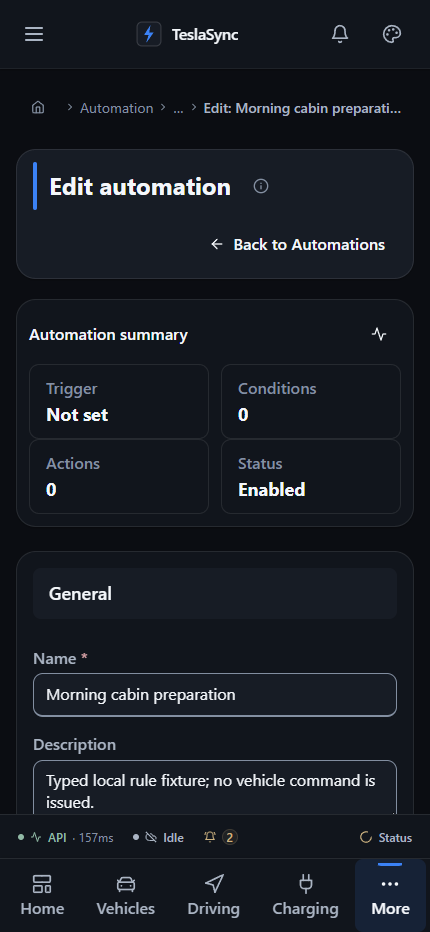 TeslaSync
Automation
...
Edit: Morning cabin preparati...
Edit automation
Back to Automations
Automation summary
Trigger
Not set
Conditions
0
Actions
0
Status
Enabled
General
Name *
Morning cabin preparation
Description
Typed local rule fixture; no vehicle command is
issued.
API · 157ms
Idle
2
Status
Home
Vehicles
Driving
Charging
More